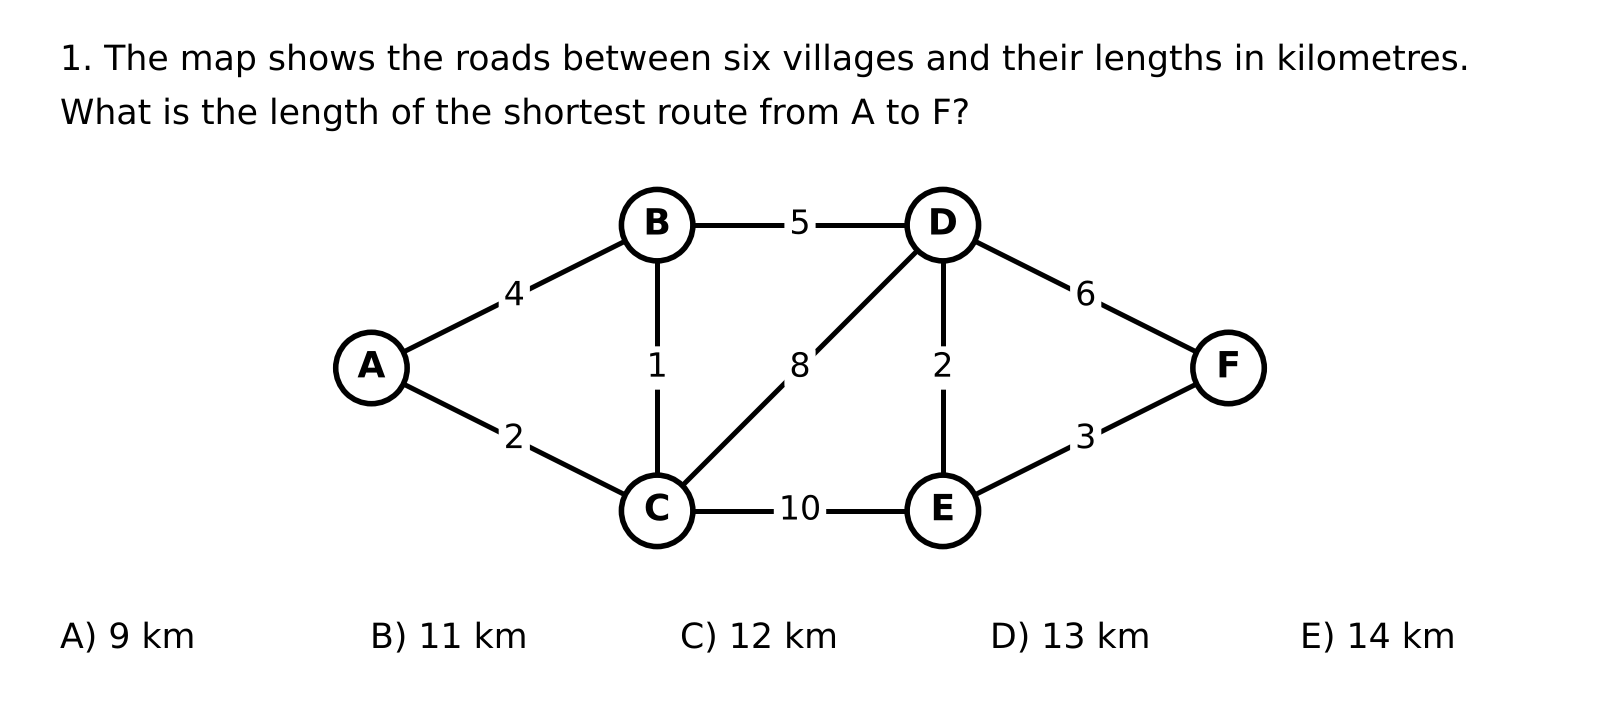 1. The map shows the roads between six villages and their lengths in kilometres.
What is the length of the shortest route from A to F?
B 5 D
4 6
A 1 8 2 F
2 3
C 10 E
A) 9 km B) 11 km C) 12 km D) 13 km E) 14 km